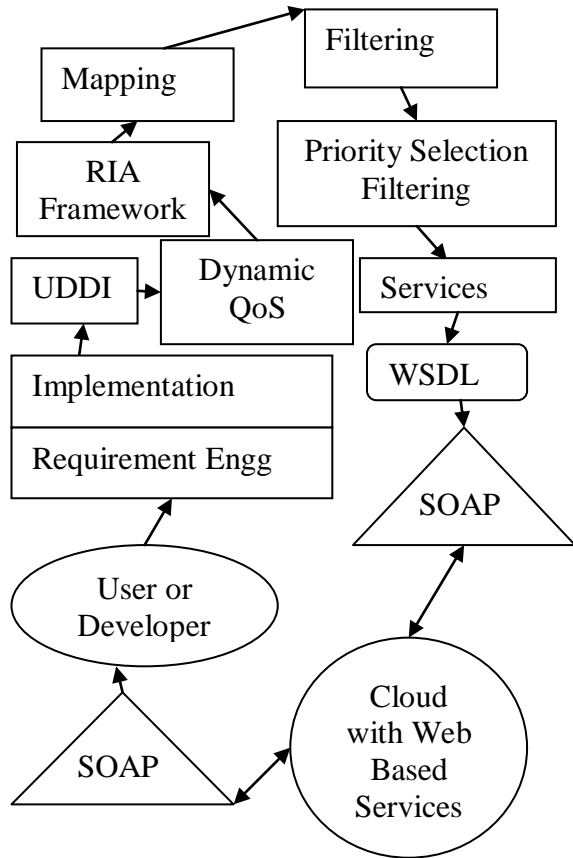 Filtering
Mapping
Priority Selection
Filtering
RIA
Framework
Dynamic
QoS
UDDI
Services
WSDL
Implementation
Requirement Engg
SOAP
User or
Developer
Cloud
with Web
Based
Services
SOAP